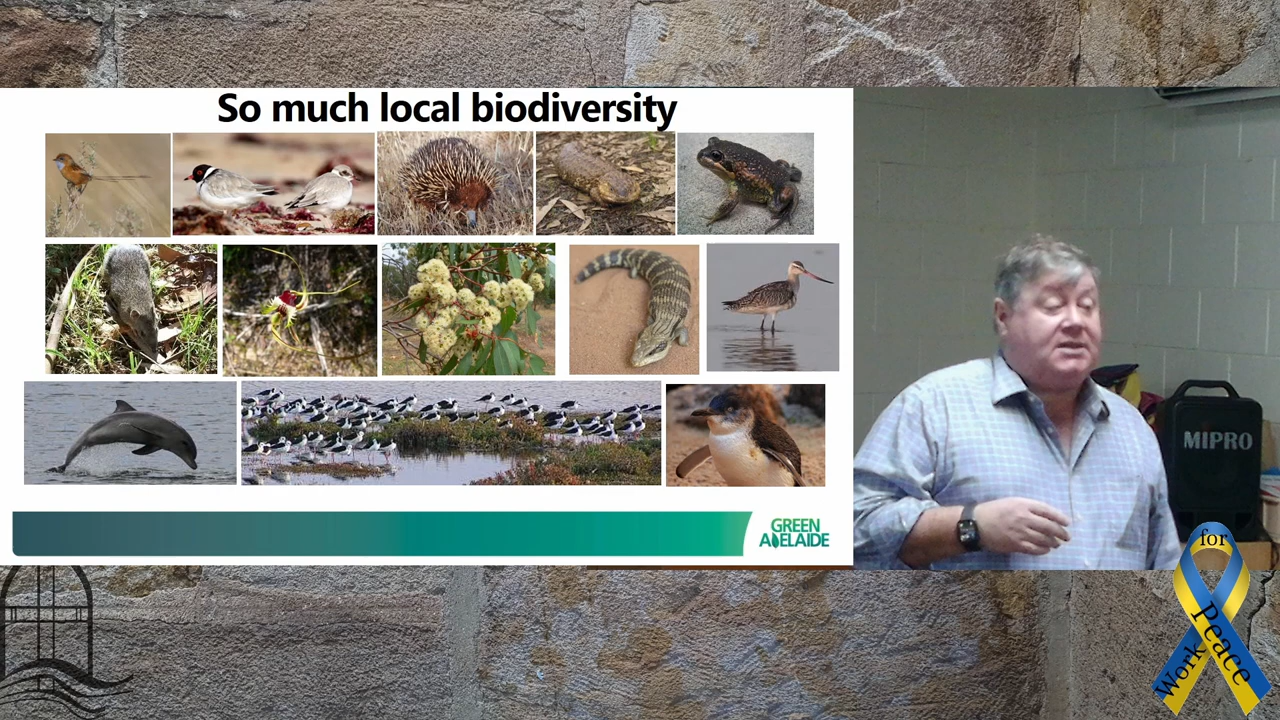 So much local biodiversity
GREEN
ADELAIDE
MIPRO
for
Peace
Work